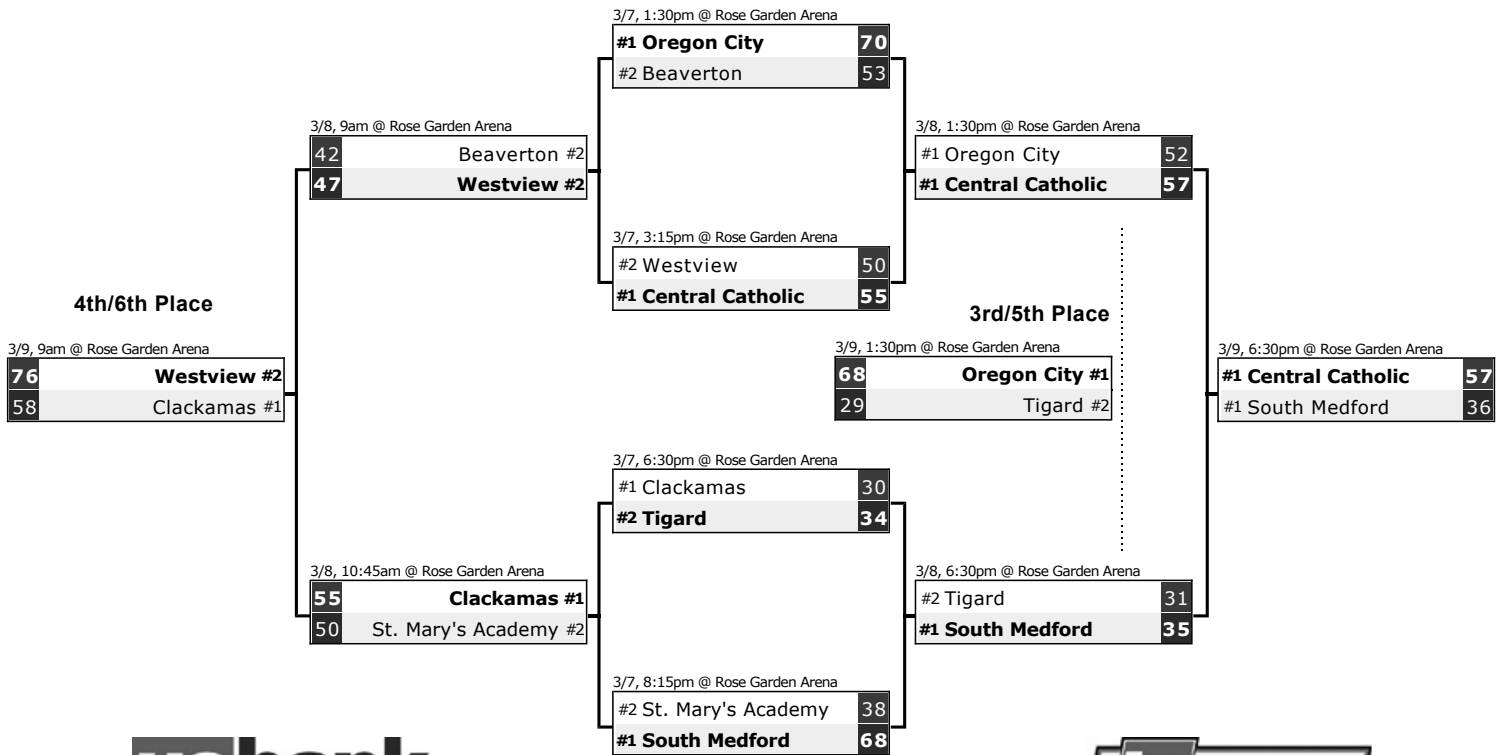 3/7, 1:30pm @ Rose Garden Arena
#1 Oregon City 70
#2 Beaverton 53
3/8, 9am @ Rose Garden Arena
42 Beaverton #2
47 Westview #2
3/8, 1:30pm @ Rose Garden Arena
#1 Oregon City 52
#1 Central Catholic 57
3/7, 3:15pm @ Rose Garden Arena
#2 Westview 50
#1 Central Catholic 55
4th/6th Place
3/9, 9am @ Rose Garden Arena
76 Westview #2
58 Clackamas #1
3rd/5th Place
3/9, 1:30pm @ Rose Garden Arena
68 Oregon City #1
29 Tigard #2
3/9, 6:30pm @ Rose Garden Arena
#1 Central Catholic 57
#1 South Medford 36
3/7, 6:30pm @ Rose Garden Arena
#1 Clackamas 30
#2 Tigard 34
3/8, 10:45am @ Rose Garden Arena
55 Clackamas #1
50 St. Mary's Academy #2
3/8, 6:30pm @ Rose Garden Arena
#2 Tigard 31
#1 South Medford 35
3/7, 8:15pm @ Rose Garden Arena
#2 St. Mary's Academy 38
#1 South Medford 68